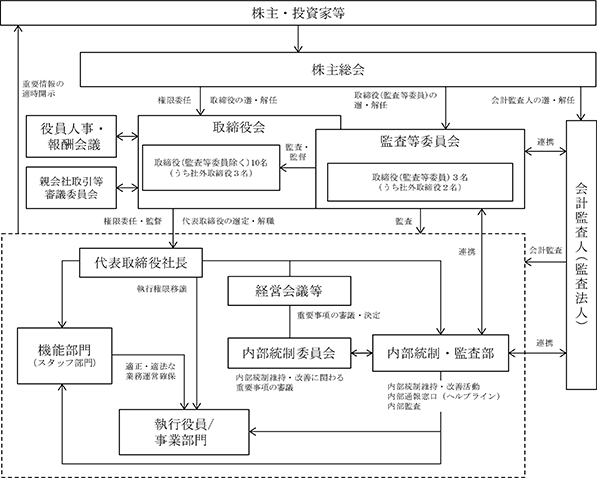 株主・投資家等
重要情報の
適時開示
株主総会
権限委任
取締役の選・解任
取締役(監査等委員)の
選・解任
会計監査人の選・解任
役員人事・
報酬会議
取締役会
監査等委員会
監査・
監督
連携
取締役(監査等委員除く)10名
(うち社外取締役3名)
取締役(監査等委員)3名
(うち社外取締役2名)
親会社取引等
審議委員会
会計監査人(監査法人)
権限委任・監督
代表取締役の選定・解職
監査
代表取締役社長
連携
会計監査
執行権限移譲
経営会議等
重要事項の審議・決定
機能部門
(スタッフ部門)
適正・適法な
業務運営確保
内部統制委員会
内部統制・監査部
連携
内部統制維持・改善に関わる
重要事項の審議
内部統制維持・改善活動
内部通報窓口(ヘルプライン)
内部監査
執行役員/
事業部門